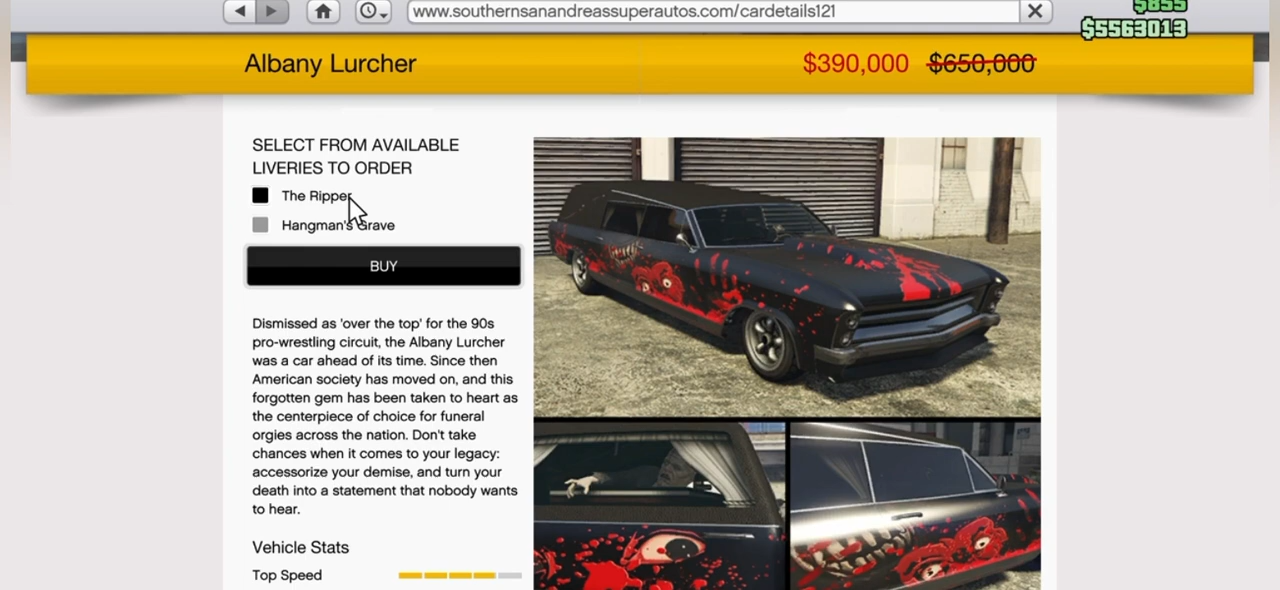 www.southernsanandreassuperautos.com/cardetails121
$855
$5563013
Albany Lurcher
$390,000 $650,000
SELECT FROM AVAILABLE
LIVERIES TO ORDER
The Ripper
Hangman's Grave
BUY
Dismissed as 'over the top' for the 90s
pro-wrestling circuit, the Albany Lurcher
was a car ahead of its time. Since then
American society has moved on, and this
forgotten gem has been taken to heart as
the centerpiece of choice for funeral
orgies across the nation. Don't take
chances when it comes to your legacy:
accessorize your demise, and turn your
death into a statement that nobody wants
to hear.
Vehicle Stats
Top Speed